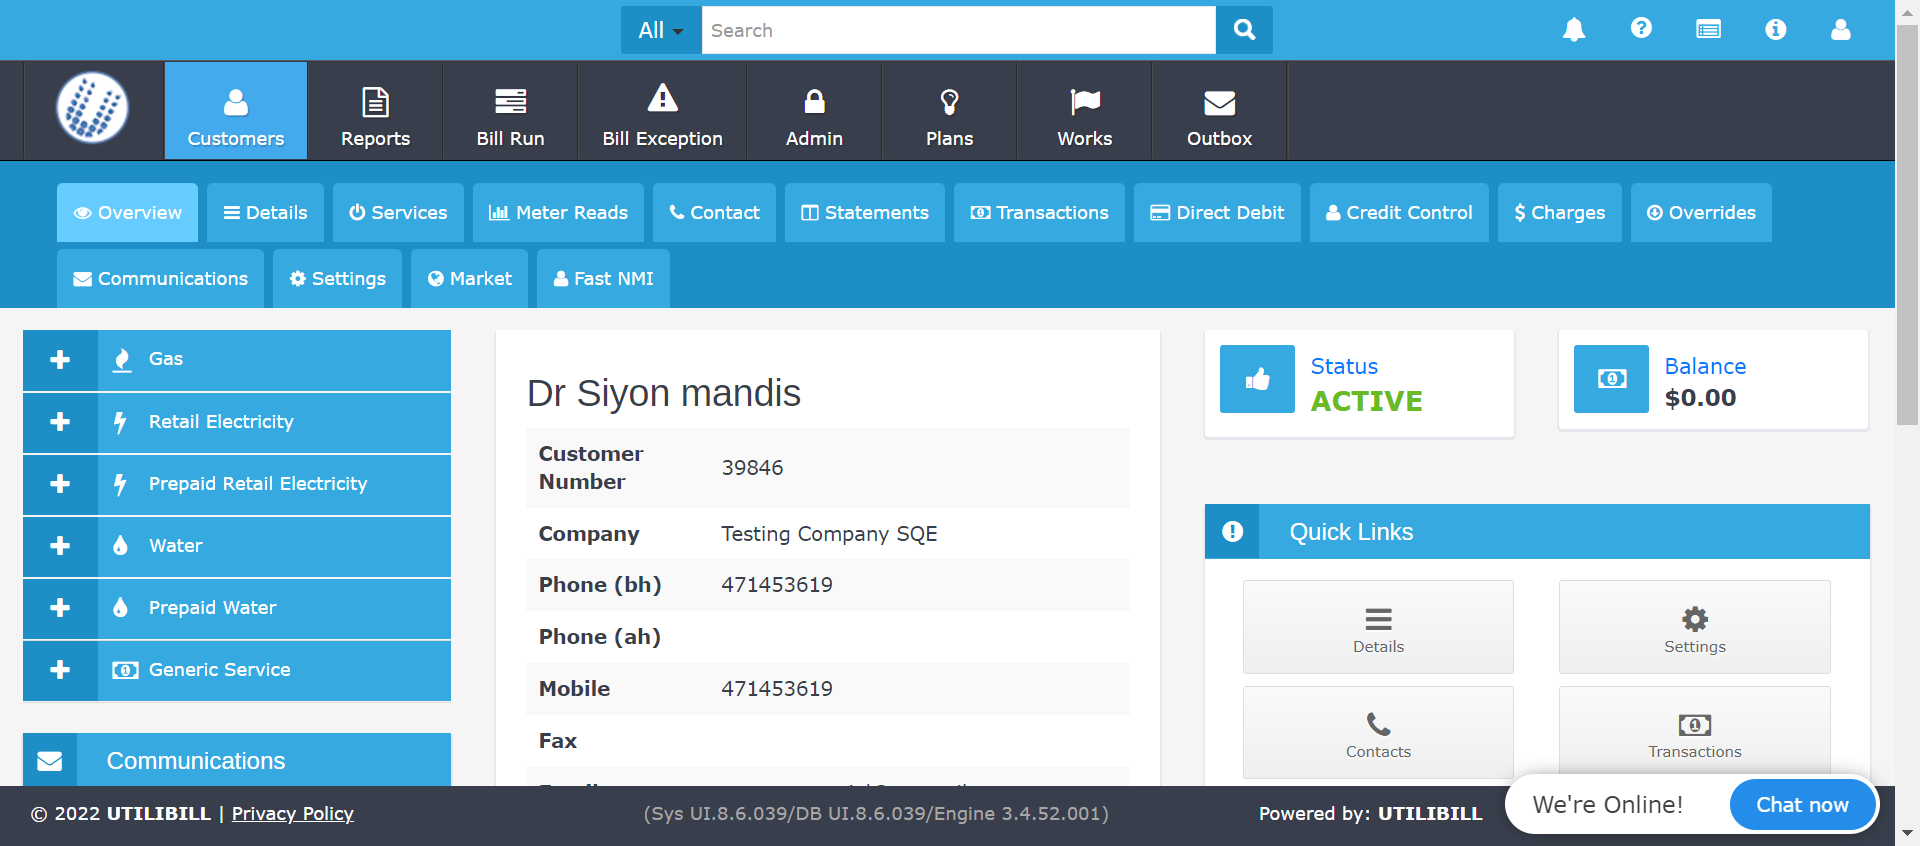 All Search
Customers Reports Bill Run Bill Exception Admin Plans Works Outbox
Overview Details Services Meter Reads Contact Statements Transactions Direct Debit Credit Control $ Charges Overrides
Communications Settings Market Fast NMI
Gas
Retail Electricity
Prepaid Retail Electricity
Water
Prepaid Water
Generic Service
Communications
Dr Siyon mandis
Customer Number 39846
Company Testing Company SQE
Phone (bh) 471453619
Phone (ah)
Mobile 471453619
Fax
Status
ACTIVE
Balance
$0.00
Quick Links
Details Settings
Contacts Transactions
© 2022 UTILIBILL | Privacy Policy (Sys UI.8.6.039/DB UI.8.6.039/Engine 3.4.52.001) Powered by: UTILIBILL
We're Online! Chat now